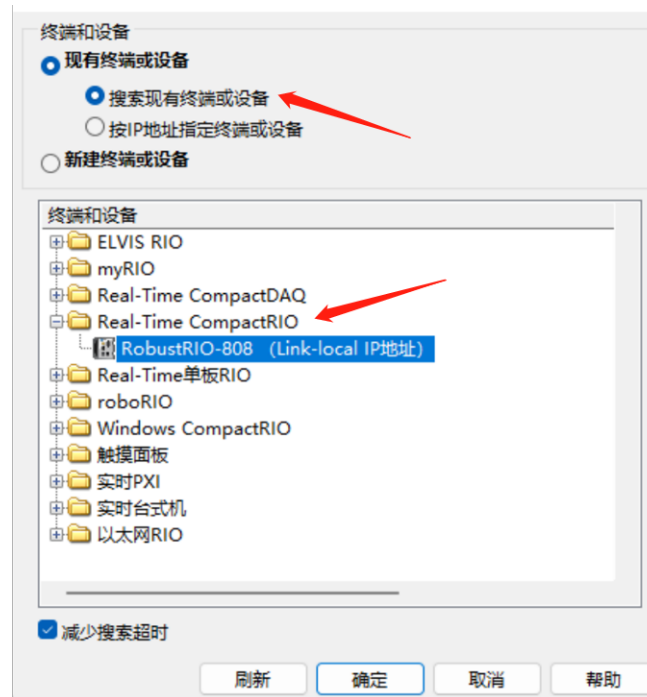 终端和设备
现有终端或设备
搜索现有终端或设备
按IP地址指定终端或设备
新建终端或设备
终端和设备
ELVIS RIO
myRIO
Real-Time CompactDAQ
Real-Time CompactRIO
RobustRIO-808 （Link-local IP地址）
Real-Time单板RIO
roboRIO
Windows CompactRIO
触摸面板
实时PXI
实时台式机
以太网RIO
减少搜索超时
刷新 确定 取消 帮助